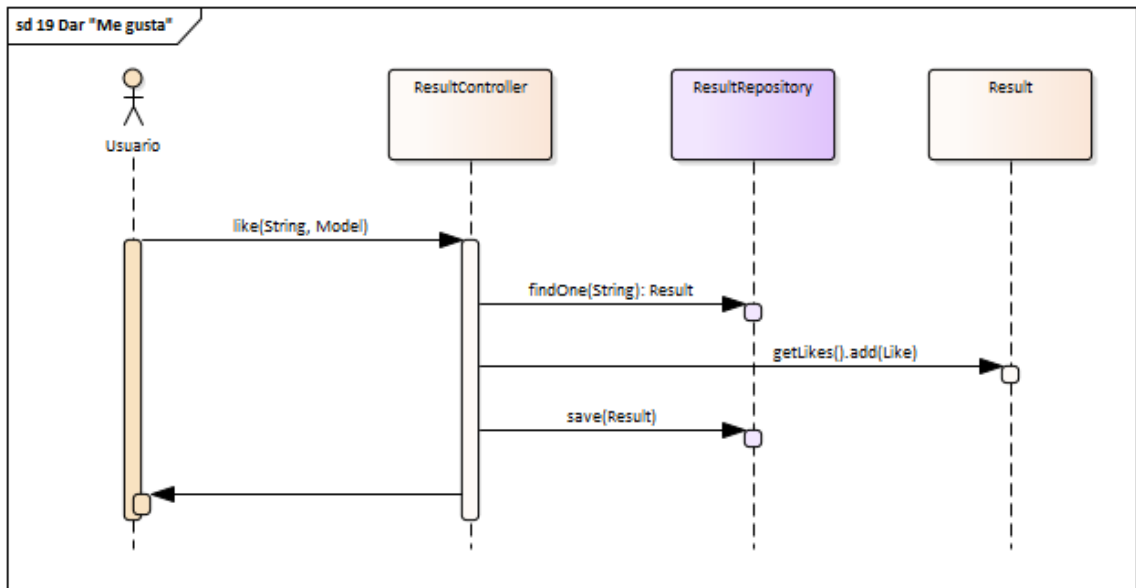 sd 19 Dar "Me gusta"
ResultController
ResultRepository
Result
Usuario
like(String, Model)
findOne(String): Result
getLikes().add(Like)
save(Result)